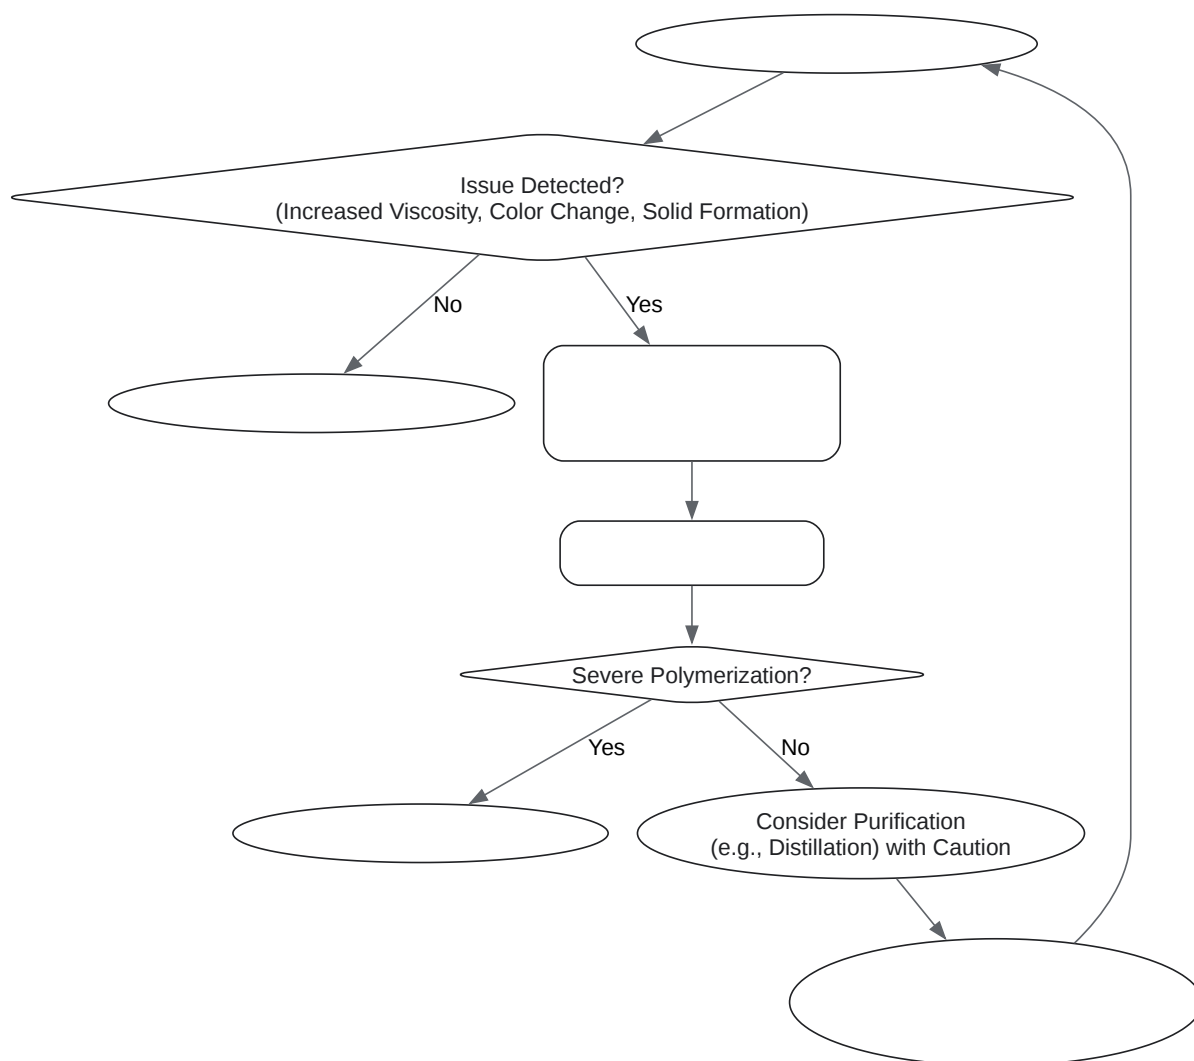 Issue Detected?
(Increased Viscosity, Color Change, Solid Formation)
No
Yes
Severe Polymerization?
Yes
No
Consider Purification
(e.g., Distillation) with Caution